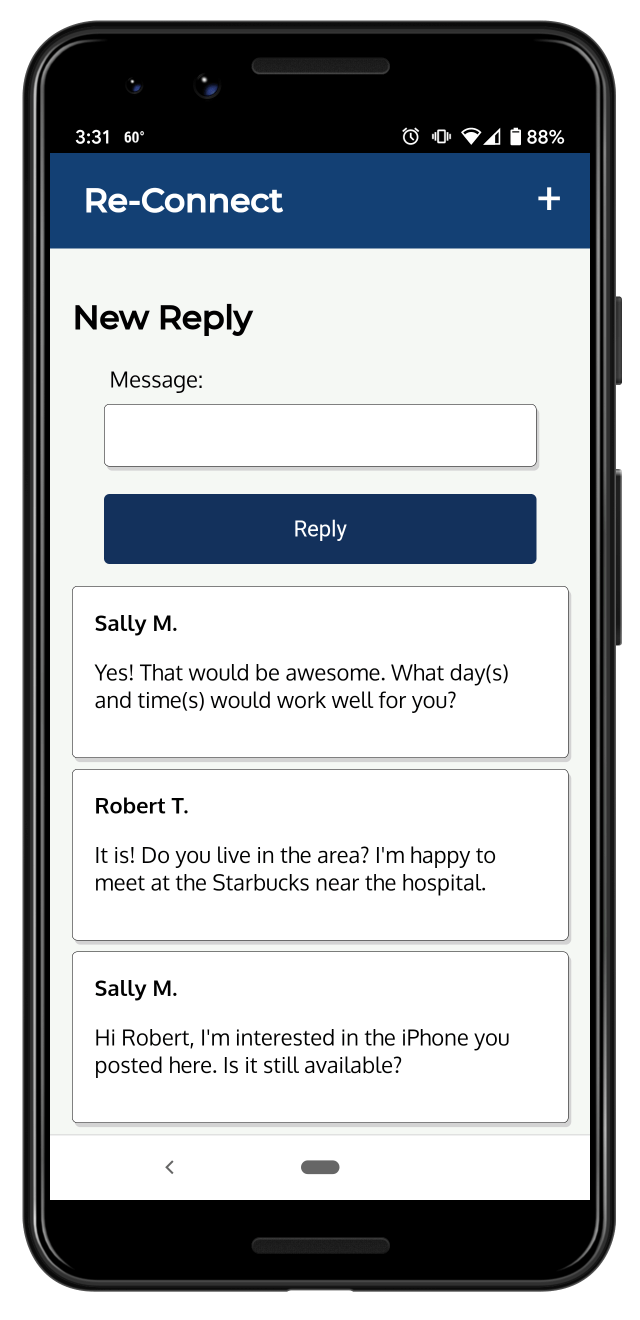 3:31 60° 88%
Re-Connect +
New Reply
Message:
Reply
Sally M.
Yes! That would be awesome. What day(s)
and time(s) would work well for you?
Robert T.
It is! Do you live in the area? I'm happy to
meet at the Starbucks near the hospital.
Sally M.
Hi Robert, I'm interested in the iPhone you
posted here. Is it still available?